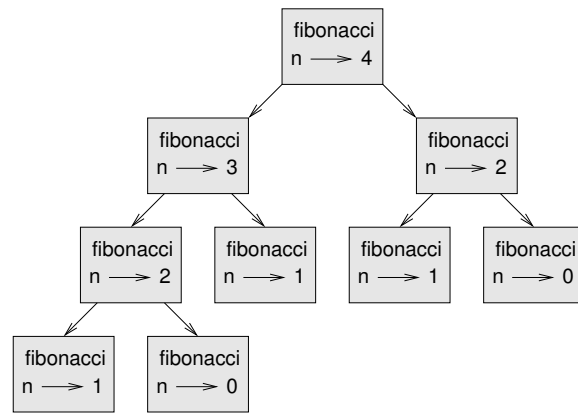 fibonacci
n → 4
fibonacci
n → 3
fibonacci
n → 2
fibonacci
n → 2
fibonacci
n → 1
fibonacci
n → 1
fibonacci
n → 0
fibonacci
n → 1
fibonacci
n → 0